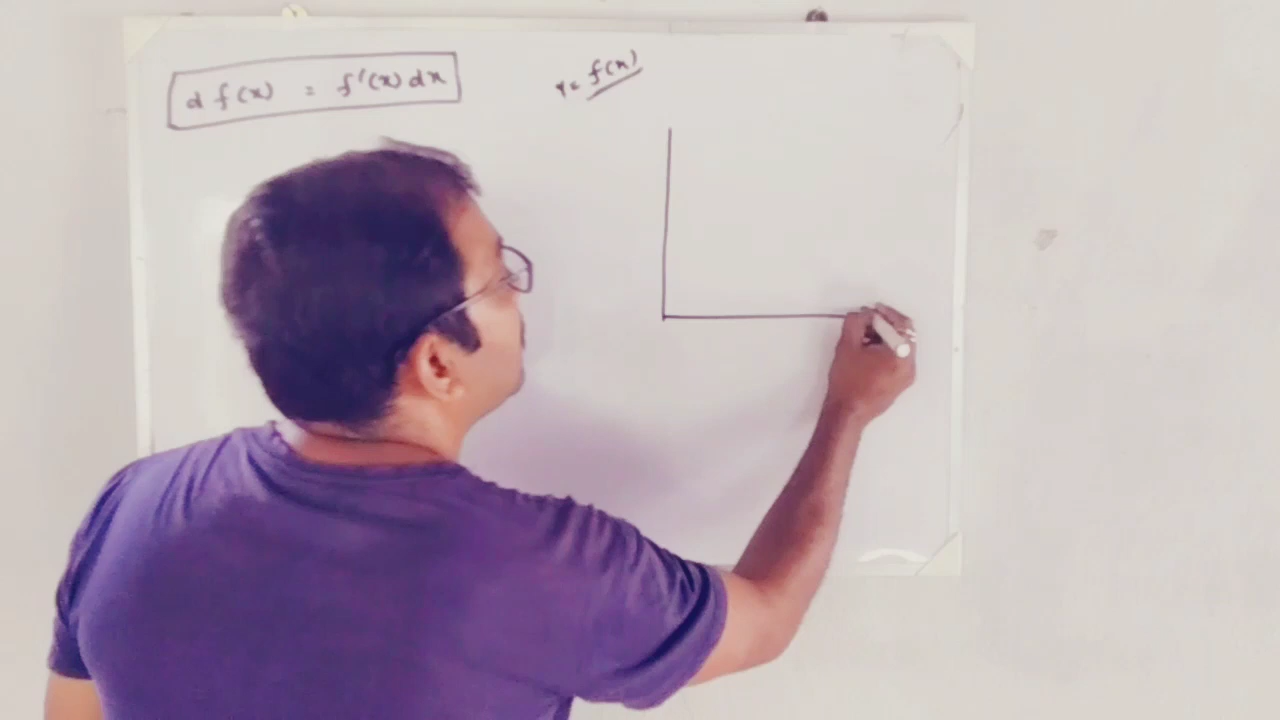 d f(x) = f'(x) dx
Y = f(x)